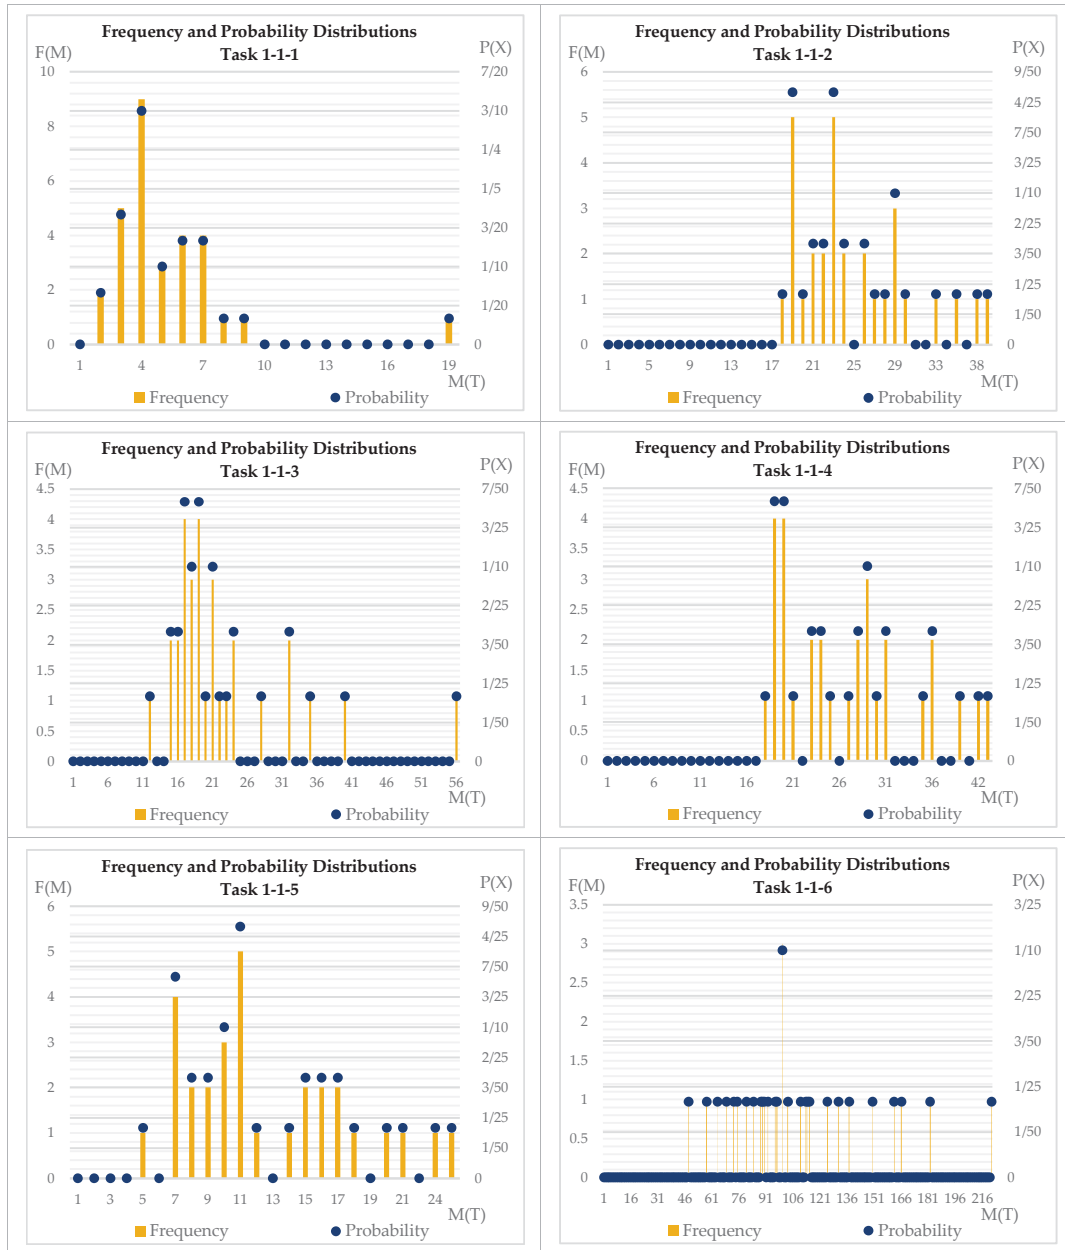 Frequency and Probability Distributions
Task 1-1-1
F(M)
P(X)
10
8
6
4
2
0
7/20
3/10
1/4
1/5
3/20
1/10
1/20
0
1 4 7 10 13 16 19
M(T)
Frequency Probability
Frequency and Probability Distributions
Task 1-1-2
F(M)
P(X)
6
5
4
3
2
1
0
9/50
4/25
7/50
3/25
1/10
2/25
3/50
1/25
1/50
0
1 5 9 13 17 21 25 29 33 38
M(T)
Frequency Probability
Frequency and Probability Distributions
Task 1-1-3
F(M)
P(X)
4.5
4
3.5
3
2.5
2
1.5
1
0.5
0
7/50
3/25
1/10
2/25
3/50
1/25
1/50
0
1 6 11 16 21 26 31 36 41 46 51 56
M(T)
Frequency Probability
Frequency and Probability Distributions
Task 1-1-4
F(M)
P(X)
4.5
4
3.5
3
2.5
2
1.5
1
0.5
0
7/50
3/25
1/10
2/25
3/50
1/25
1/50
0
1 6 11 16 21 26 31 36 42
M(T)
Frequency Probability
Frequency and Probability Distributions
Task 1-1-5
F(M)
P(X)
6
5
4
3
2
1
0
9/50
4/25
7/50
3/25
1/10
2/25
3/50
1/25
1/50
0
1 3 5 7 9 11 13 15 17 19 21 24
M(T)
Frequency Probability
Frequency and Probability Distributions
Task 1-1-6
F(M)
P(X)
3.5
3
2.5
2
1.5
1
0.5
0
3/25
1/10
2/25
3/50
1/25
1/50
0
1 16 31 46 61 76 91 106 121 136 151 166 181 196 216
M(T)
Frequency Probability